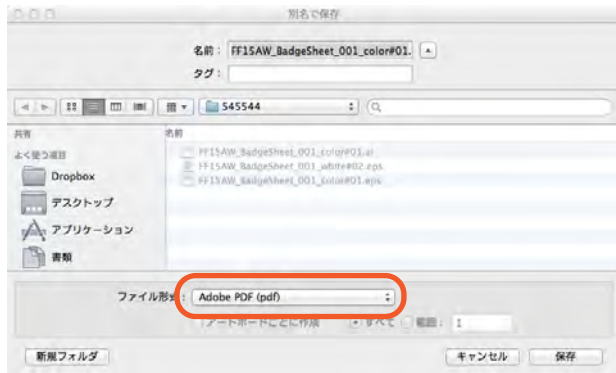 別名で保存
名前： FF15AW_BadgeSheet_001_color#01.
タグ：
545544
共有
よく使う項目
Dropbox
デスクトップ
アプリケーション
書類
名前
FF15AW_BadgeSheet_001_color#01.ai
FF15AW_BadgeSheet_001_white#02.eps
FF15AW_BadgeSheet_001_color#01.eps
ファイル形式： Adobe PDF (pdf)
アートボードごとに作成 すべて 範囲： 1
新規フォルダ キャンセル 保存